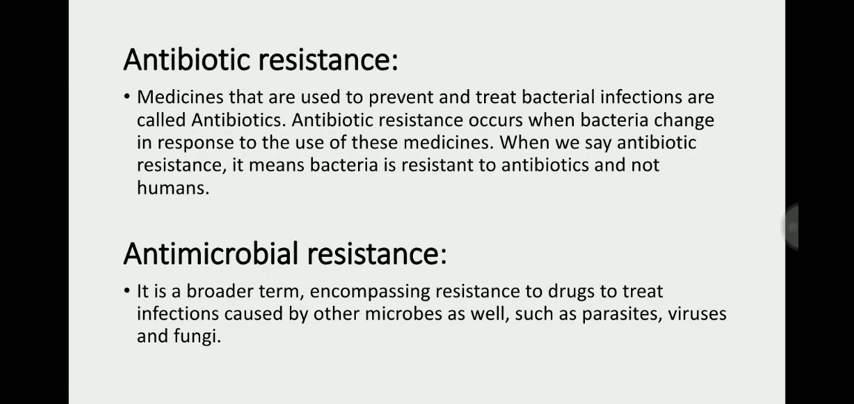 Antibiotic resistance:
• Medicines that are used to prevent and treat bacterial infections are
called Antibiotics. Antibiotic resistance occurs when bacteria change
in response to the use of these medicines. When we say antibiotic
resistance, it means bacteria is resistant to antibiotics and not
humans.
Antimicrobial resistance:
• It is a broader term, encompassing resistance to drugs to treat
infections caused by other microbes as well, such as parasites, viruses
and fungi.